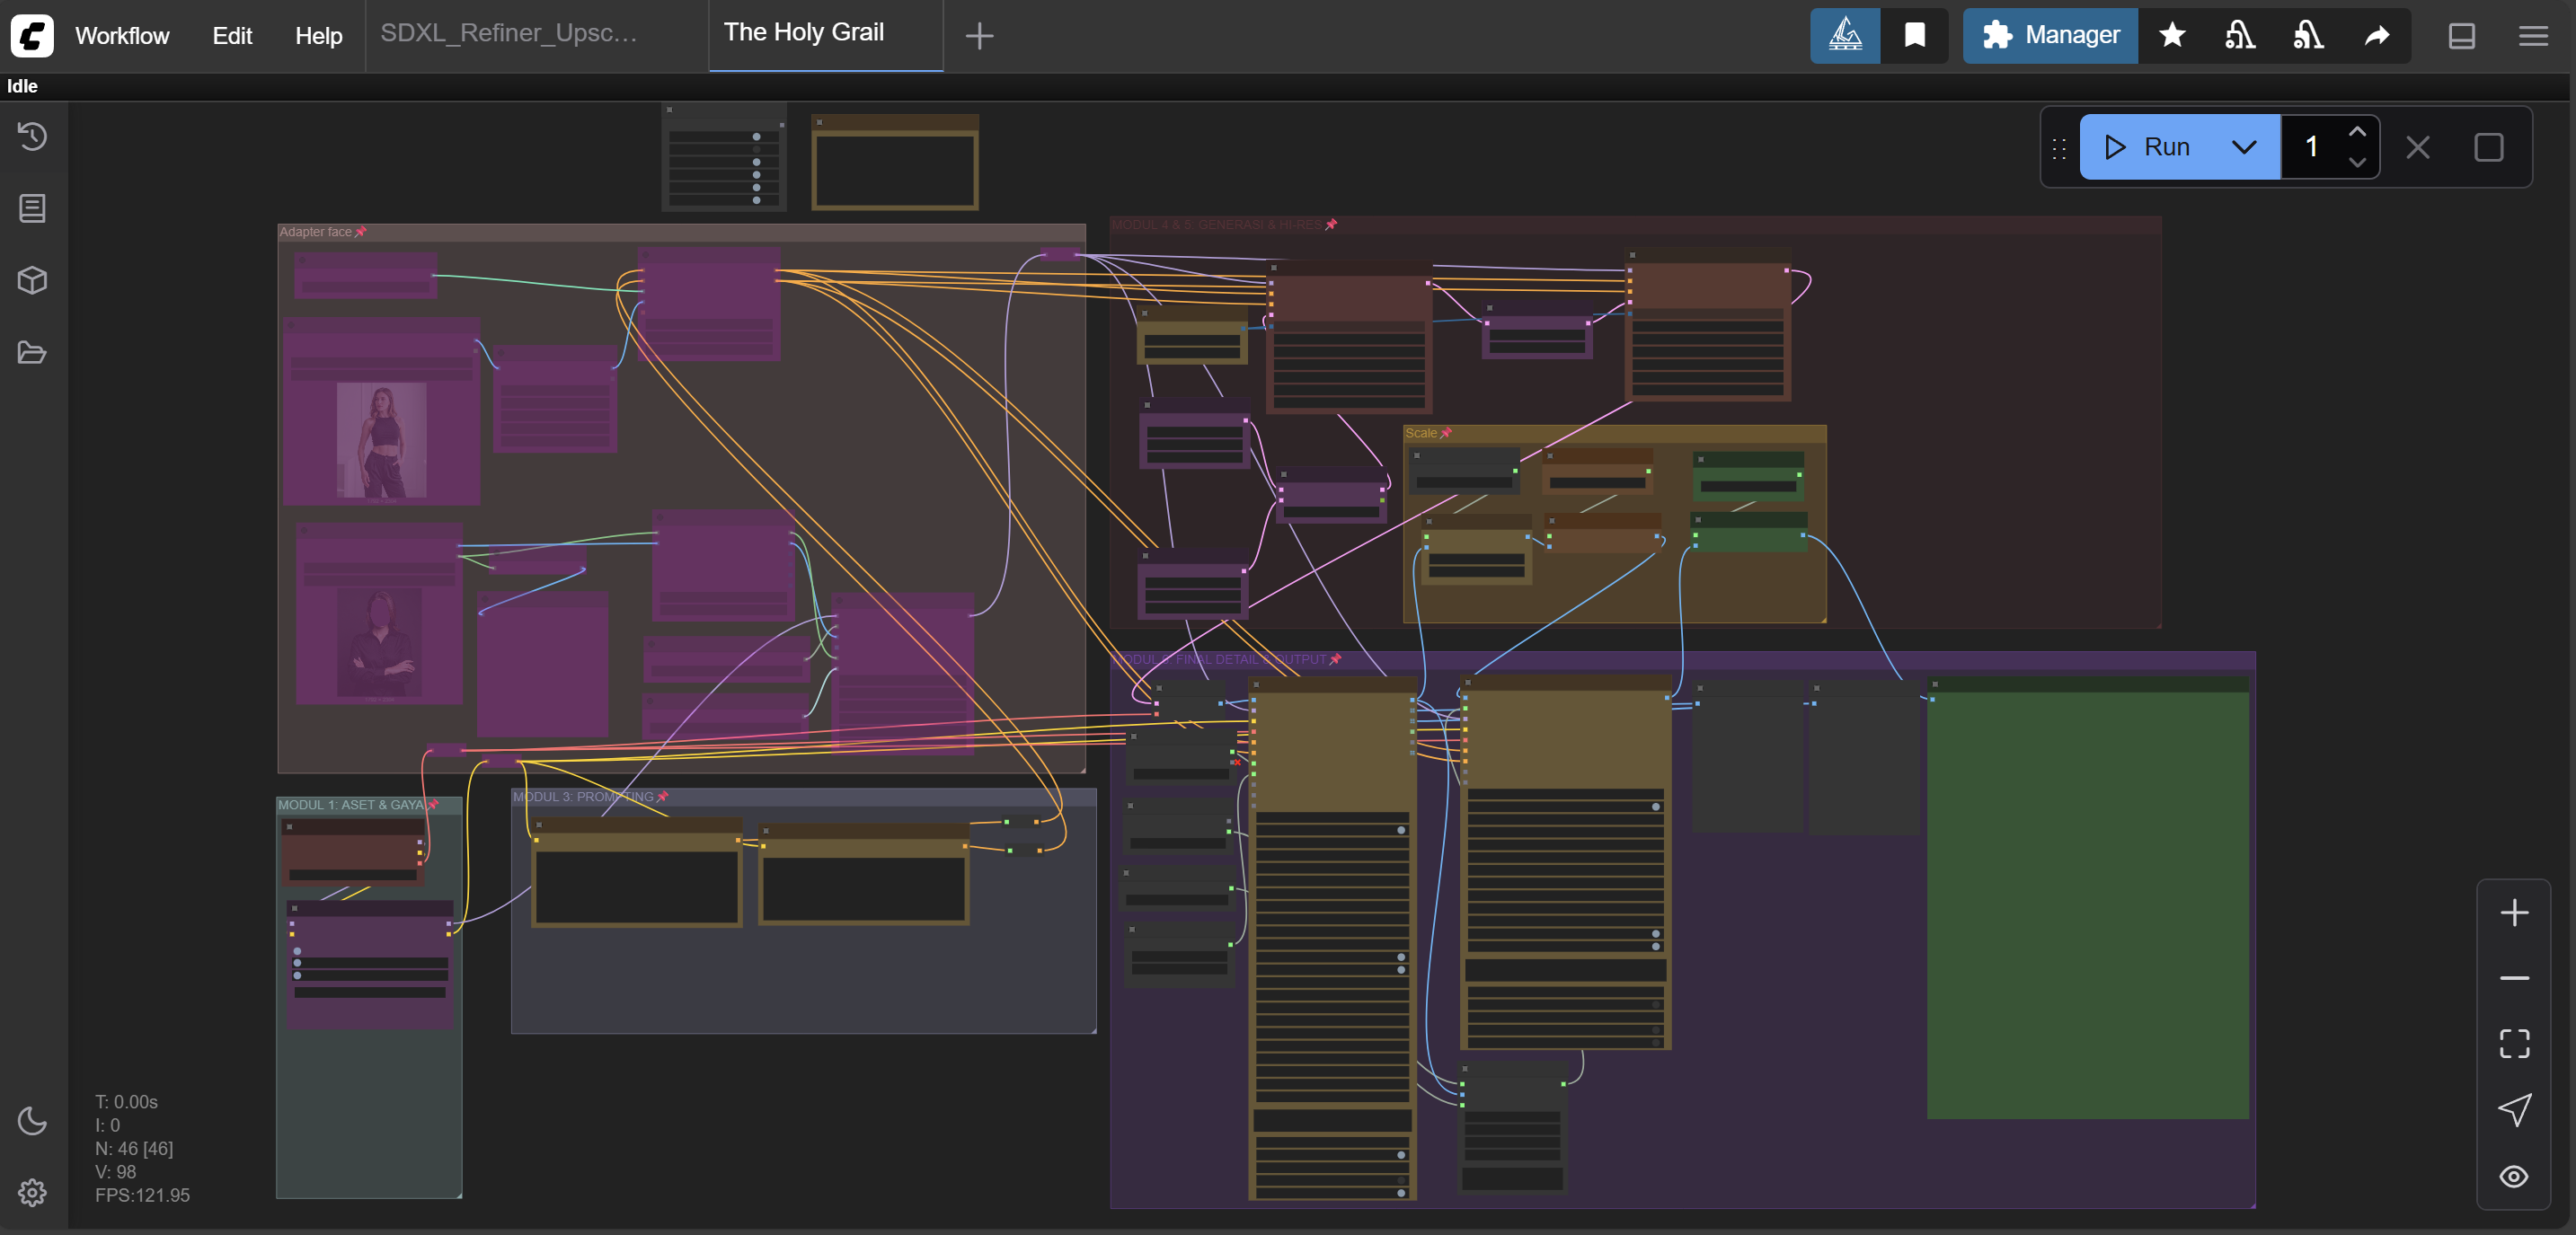 Workflow
Edit
Help
SDXL_Refiner_Upsc...
The Holy Grail
Manager
Idle
Run
1
Adapter face
MODUL 4 & 5: GENERASI & HI-RES
Scale
FINAL DETAIL & OUTPUT
MODUL 1: ASET & GAYA
MODUL 3: PROMPTING
T: 0.00s
I: 0
N: 46 [46]
V: 98
FPS:121.95